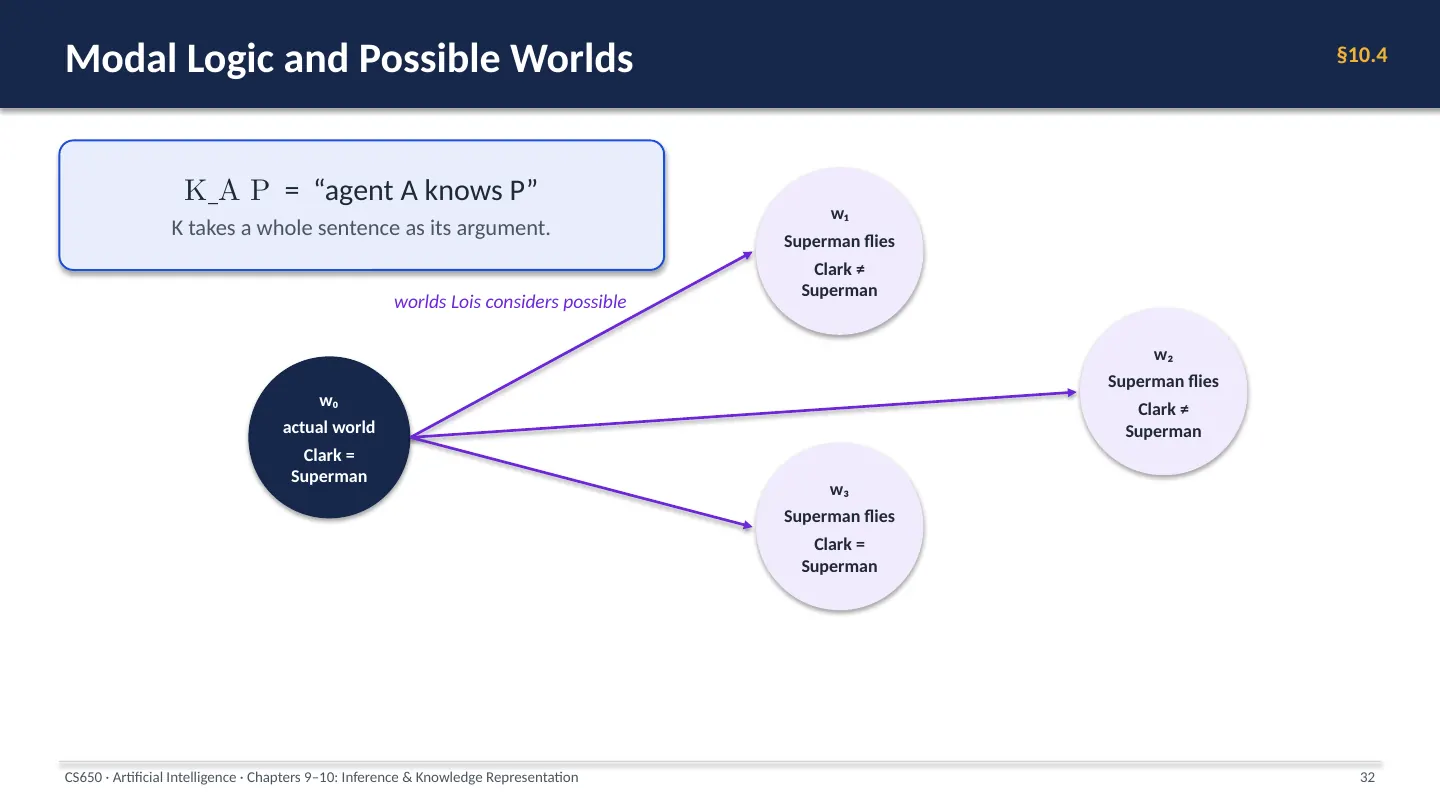 Modal Logic and Possible Worlds
§10.4
K_A P = “agent A knows P”
K takes a whole sentence as its argument.
worlds Lois considers possible
w₀
actual world
Clark =
Superman
w₁
Superman flies
Clark ≠
Superman
w₂
Superman flies
Clark ≠
Superman
w₃
Superman flies
Clark =
Superman
CS650 · Artificial Intelligence · Chapters 9–10: Inference & Knowledge Representation
32